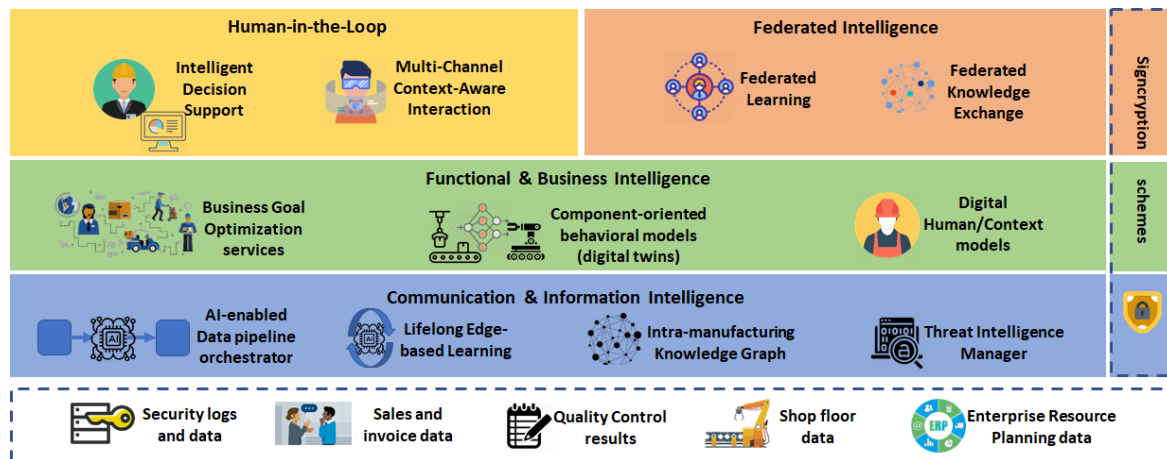 Human-in-the-Loop
Intelligent
Decision
Support
Multi-Channel
Context-Aware
Interaction
Federated Intelligence
Federated
Learning
Federated
Knowledge
Exchange
Signcryption
schemes
Functional & Business Intelligence
Business Goal
Optimization
services
Component-oriented
behavioral models
(digital twins)
Digital
Human/Context
models
Communication & Information Intelligence
AI
AI-enabled
Data pipeline
orchestrator
AI
Lifelong Edge-
based Learning
Intra-manufacturing
Knowledge Graph
Threat Intelligence
Manager
Security logs
and data
Sales and
invoice data
Quality Control
results
Shop floor
data
ERP
Enterprise Resource
Planning data